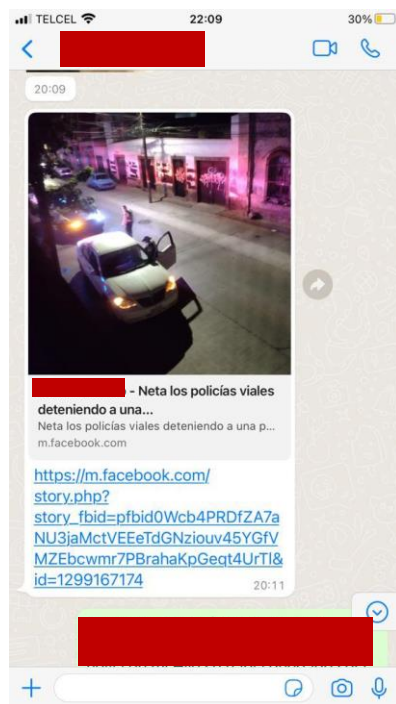 TELCEL 22:09 30%
20:09
- Neta los policías viales
deteniendo a una...
Neta los policías viales deteniendo a una p...
m.facebook.com
https://m.facebook.com/
story.php?
story_fbid=pfbid0Wcb4PRDfZA7a
NU3jaMctVEEeTdGNziouv45YGfV
MZEbcwmr7PBrahaKpGeqt4UrTl&
id=1299167174
20:11